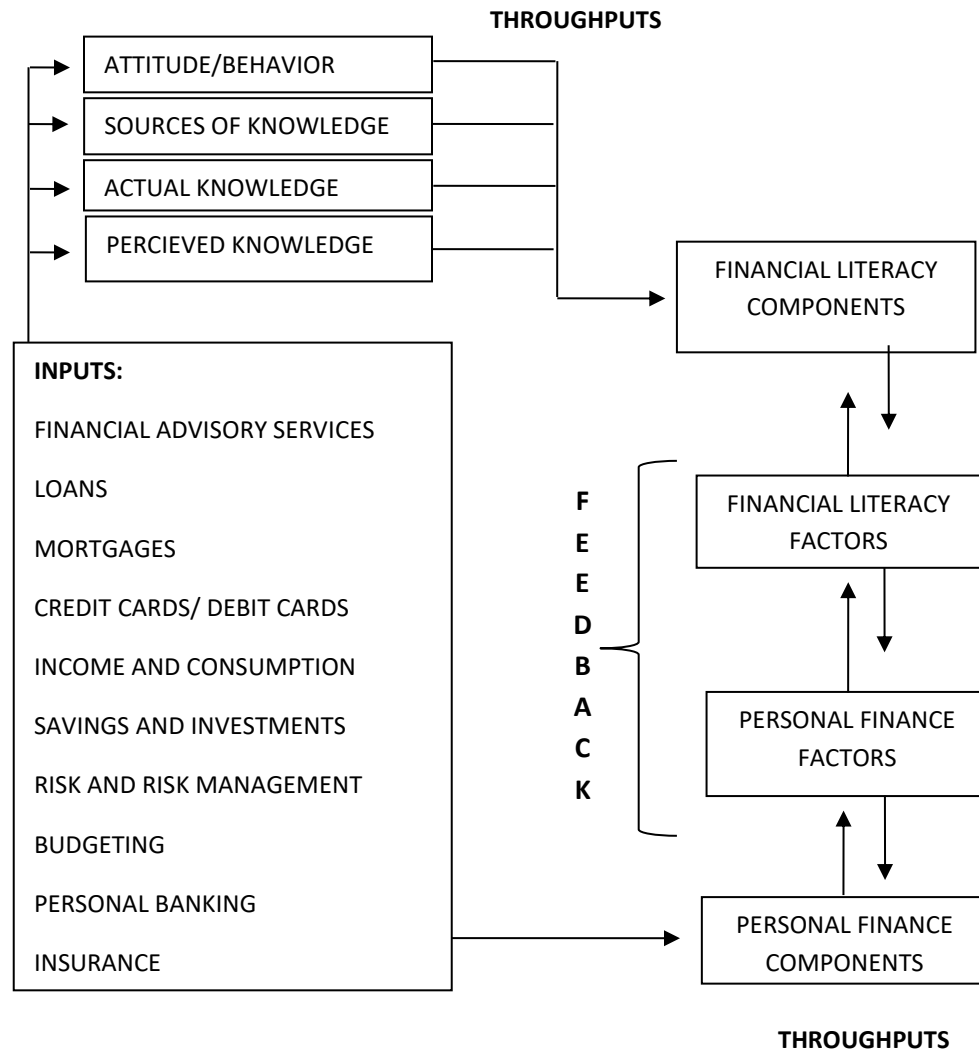 THROUGHPUTS
ATTITUDE/BEHAVIOR
SOURCES OF KNOWLEDGE
ACTUAL KNOWLEDGE
PERCIEVED KNOWLEDGE
FINANCIAL LITERACY
COMPONENTS
INPUTS:
FINANCIAL ADVISORY SERVICES
LOANS
MORTGAGES
CREDIT CARDS/ DEBIT CARDS
INCOME AND CONSUMPTION
SAVINGS AND INVESTMENTS
RISK AND RISK MANAGEMENT
BUDGETING
PERSONAL BANKING
INSURANCE
F
E
E
D
B
A
C
K
FINANCIAL LITERACY
FACTORS
PERSONAL FINANCE
FACTORS
PERSONAL FINANCE
COMPONENTS
THROUGHPUTS